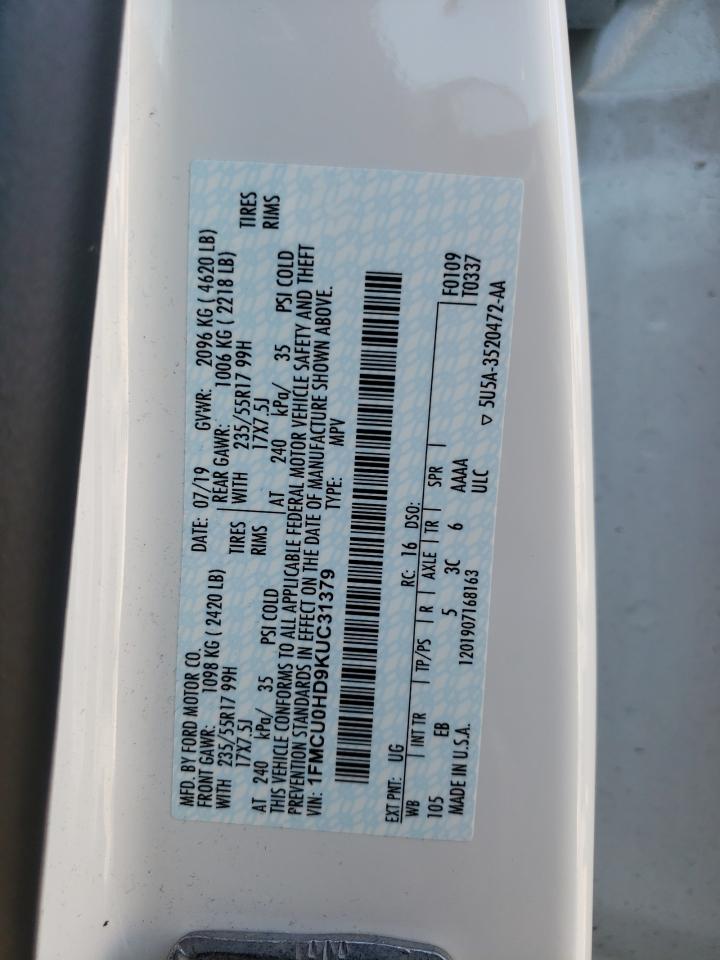 MFD. BY FORD MOTOR CO.
DATE: 07/19 GVWR: 2096 KG ( 4620 LB)
FRONT GAWR: 1098 KG ( 2420 LB) REAR GAWR: 1006 KG ( 2218 LB)
WITH 235/55R17 99H TIRES WITH 235/55R17 99H TIRES
17X7.5J RIMS 17X7.5J RIMS
AT 240 kPa/ 35 PSI COLD AT 240 kPa/ 35 PSI COLD
THIS VEHICLE CONFORMS TO ALL APPLICABLE FEDERAL MOTOR VEHICLE SAFETY AND THEFT
PREVENTION STANDARDS IN EFFECT ON THE DATE OF MANUFACTURE SHOWN ABOVE.
VIN: 1FMCU0HD9KUC31379 TYPE: MPV
EXT PNT: UG RC: 16 DSO:
WB INT TR TP/PS R AXLE TR SPR F0109
105 EB 5 3C 6 AAAA T0337
ULC
MADE IN U.S.A. 1201907168163
▽ 5U5A-3520472-AA